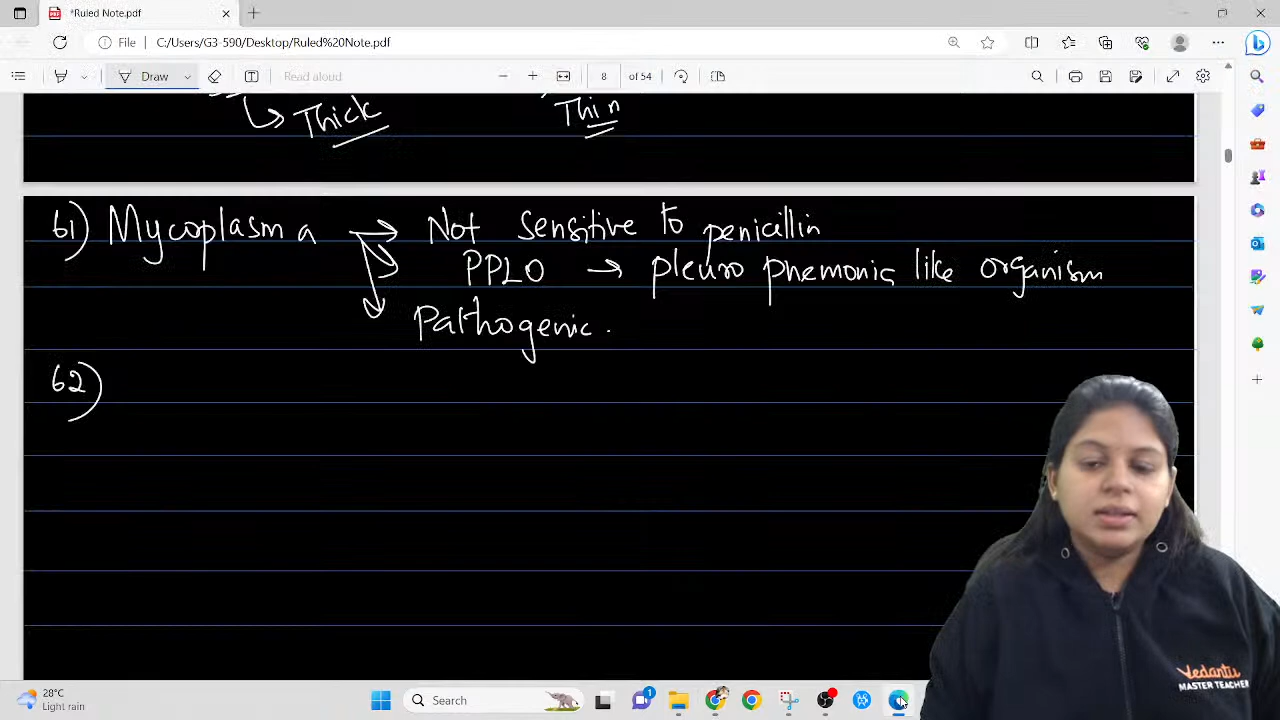 *Ruled Note.pdf
File C:/Users/G3-590/Desktop/Ruled%20Note.pdf
Draw Read aloud 8 of 54
Thick Thin
61) Mycoplasma → Not sensitive to penicillin
PPLO → pleuro pnemonic like organism
Pathogenic.
62)
Vedantu
MASTER TEACHER
28°C
Light rain
Search
1